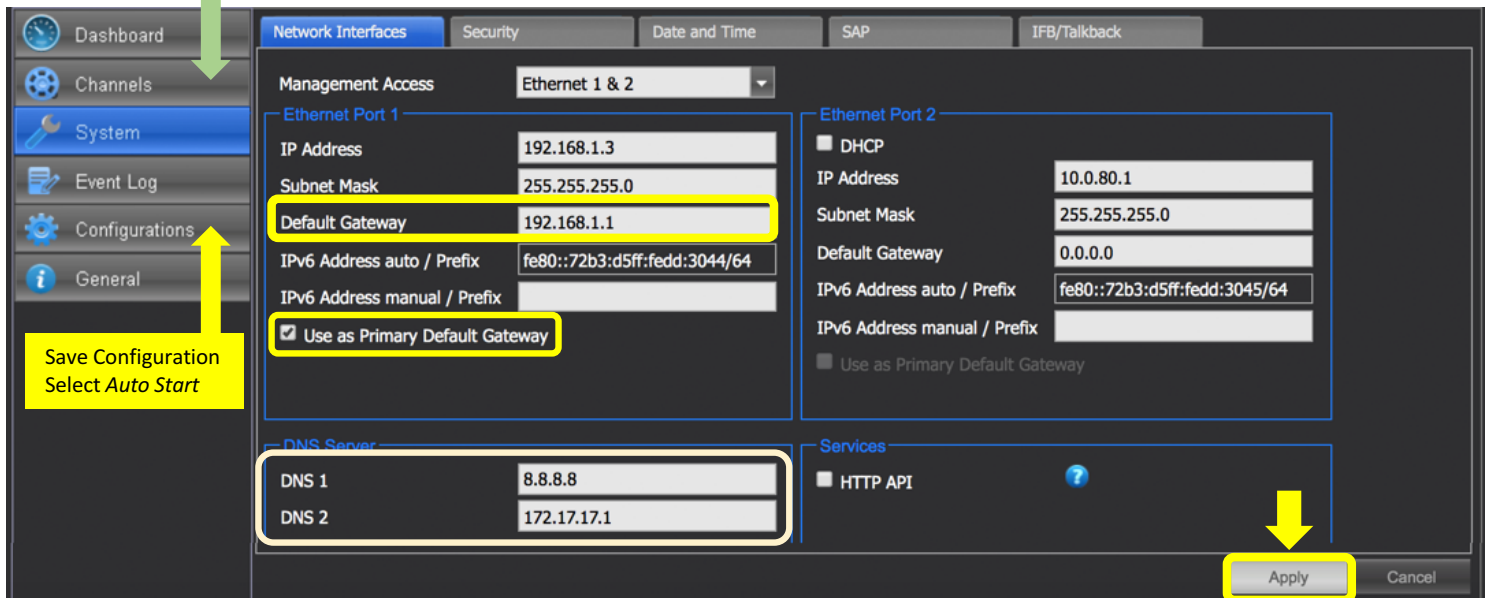 Dashboard
Channels
System
Event Log
Configurations
General
Save Configuration
Select Auto Start
Network Interfaces
Security
Date and Time
SAP
IFB/Talkback
Management Access
Ethernet 1 & 2
Ethernet Port 1
IP Address
192.168.1.3
Subnet Mask
255.255.255.0
Default Gateway
192.168.1.1
IPv6 Address auto / Prefix
fe80::72b3:d5ff:fedd:3044/64
IPv6 Address manual / Prefix
Use as Primary Default Gateway
Ethernet Port 2
DHCP
IP Address
10.0.80.1
Subnet Mask
255.255.255.0
Default Gateway
0.0.0.0
IPv6 Address auto / Prefix
fe80::72b3:d5ff:fedd:3045/64
IPv6 Address manual / Prefix
Use as Primary Default Gateway
DNS Server
DNS 1
8.8.8.8
DNS 2
172.17.17.1
Services
HTTP API
?
Apply
Cancel